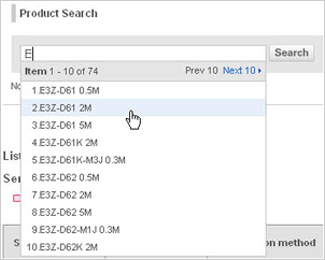 Product Search
E
Search
Item 1 - 10 of 74 Prev 10 Next 10
1.E3Z-D61 0.5M
2.E3Z-D61 2M
3.E3Z-D61 5M
4.E3Z-D61K 2M
5.E3Z-D61K-M3J 0.3M
6.E3Z-D62 0.5M
7.E3Z-D62 2M
8.E3Z-D62 5M
9.E3Z-D62-M1J 0.3M
10.E3Z-D62K 2M
No
List
Se
S
on method